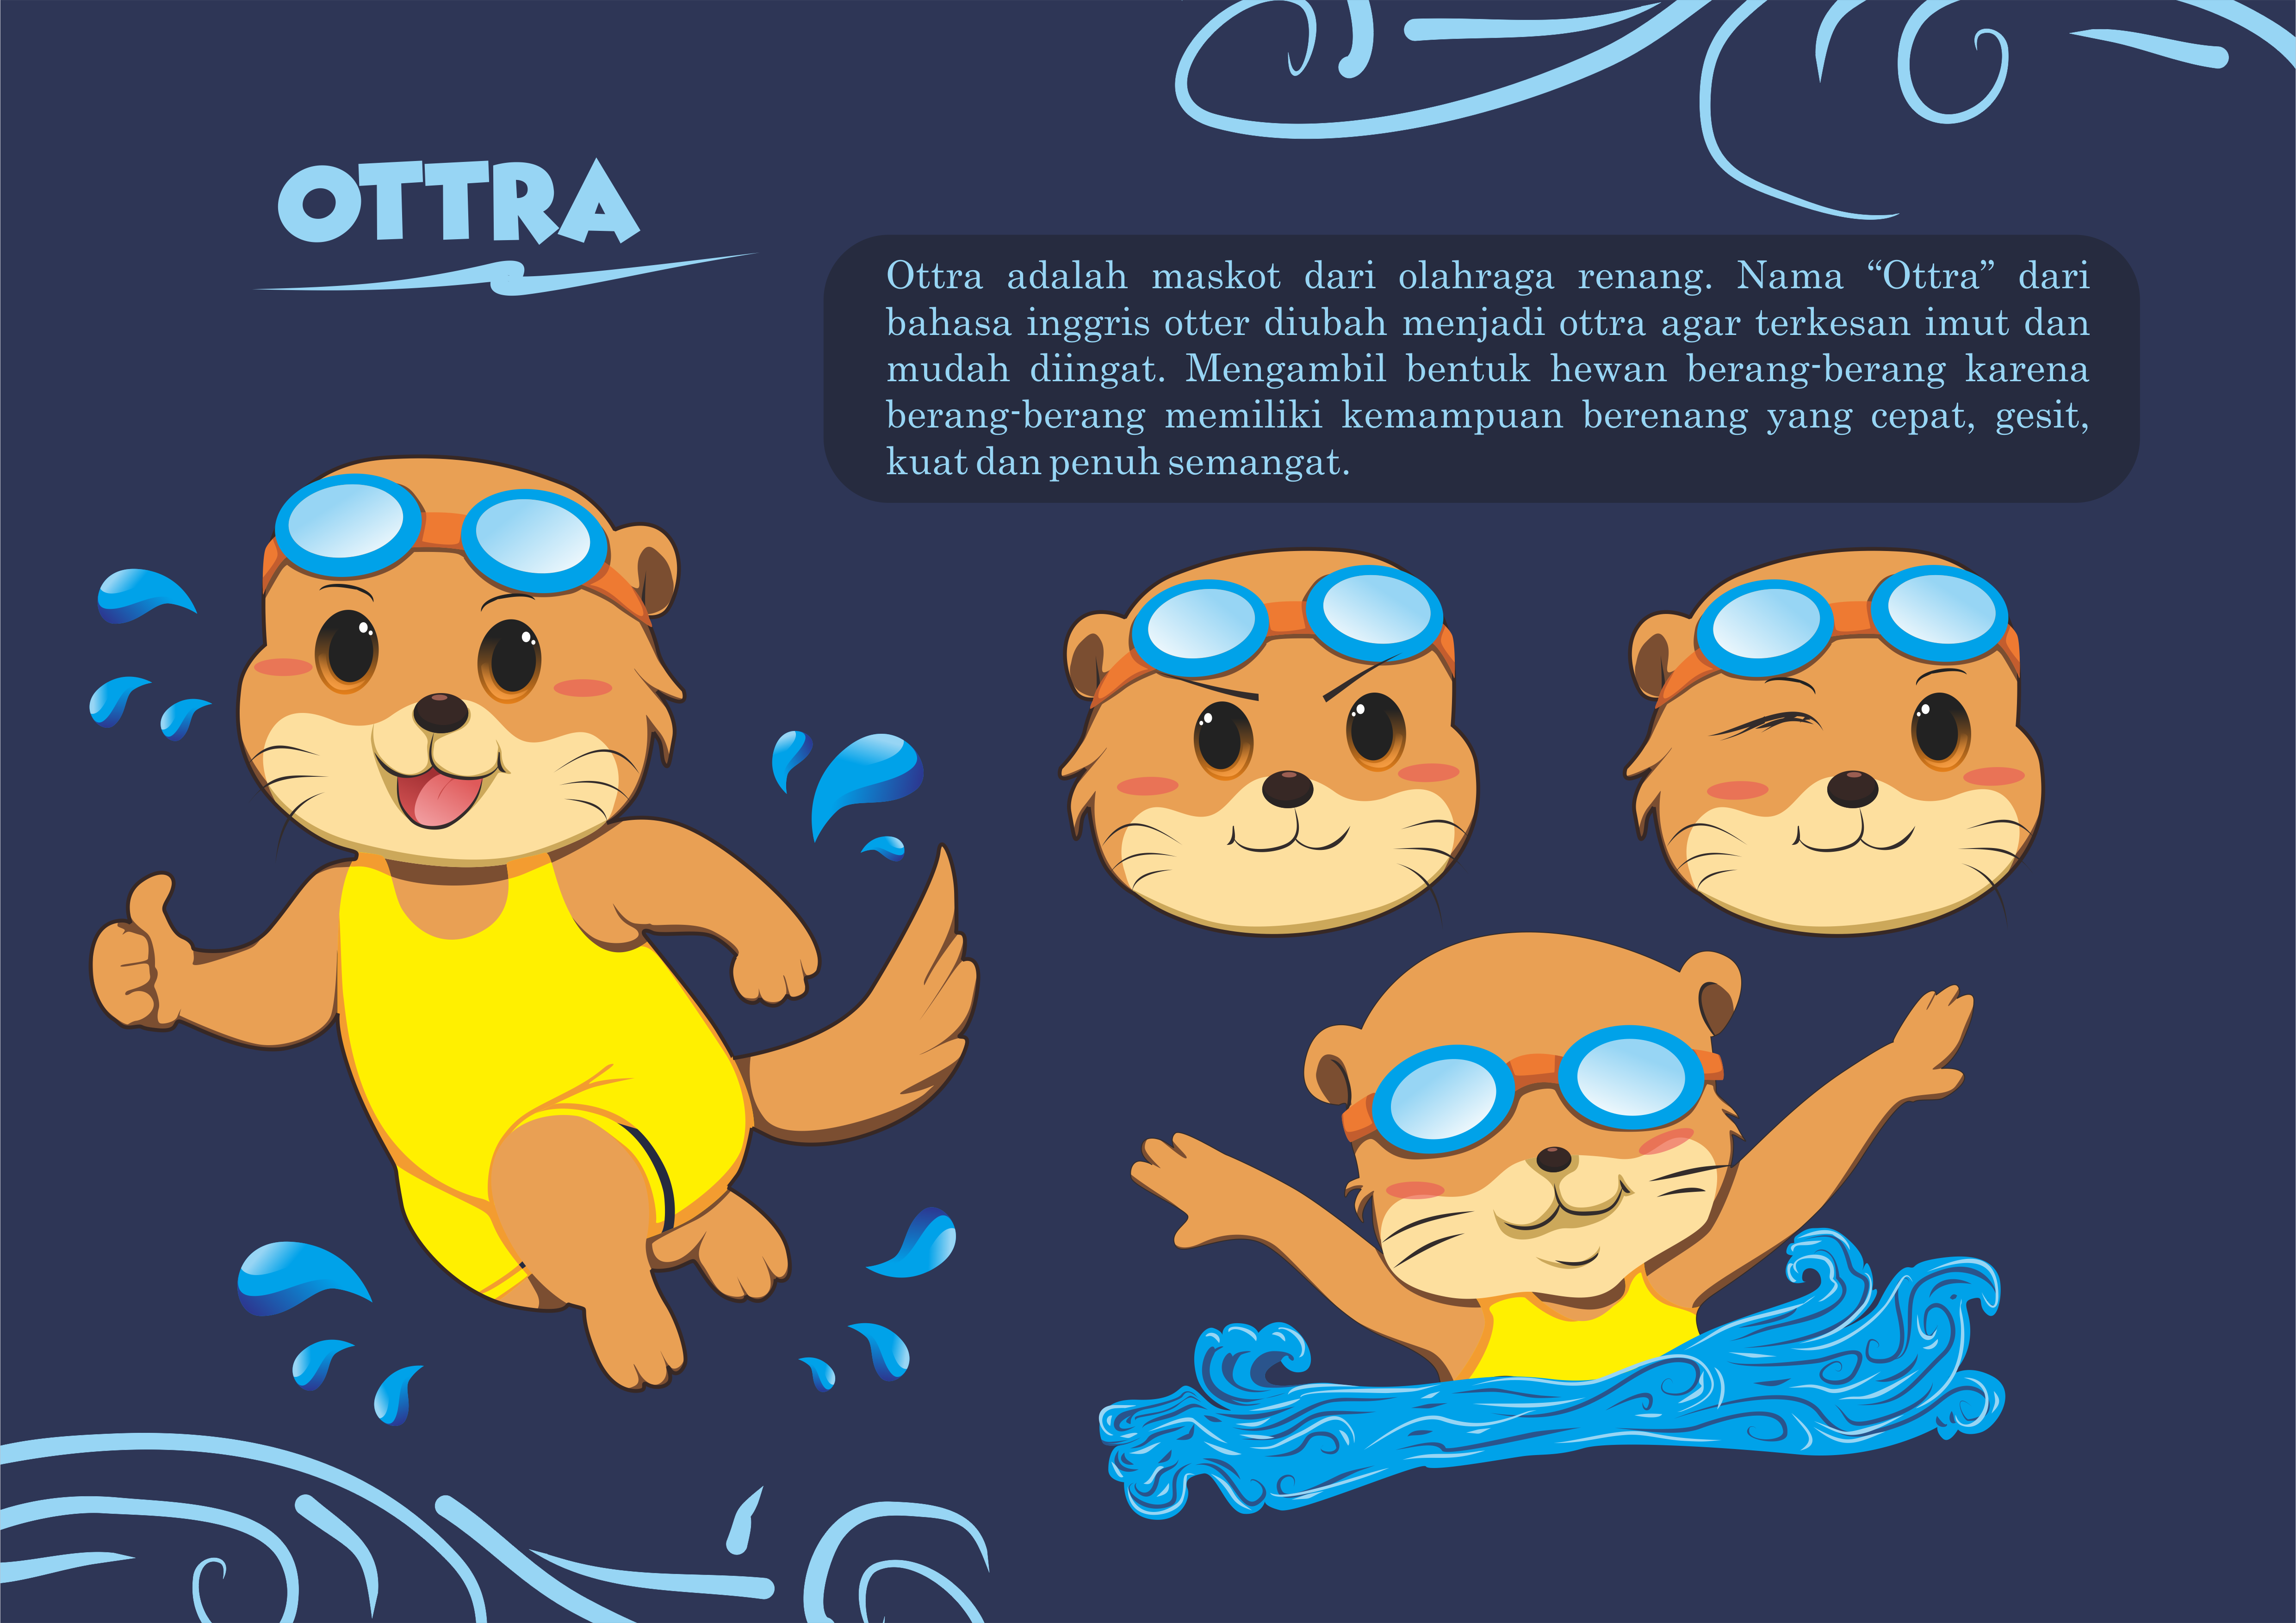 OTTRA
Ottra adalah maskot dari olahraga renang. Nama “Ottra” dari
bahasa inggris otter diubah menjadi ottra agar terkesan imut dan
mudah diingat. Mengambil bentuk hewan berang-berang karena
berang-berang memiliki kemampuan berenang yang cepat, gesit,
kuat dan penuh semangat.